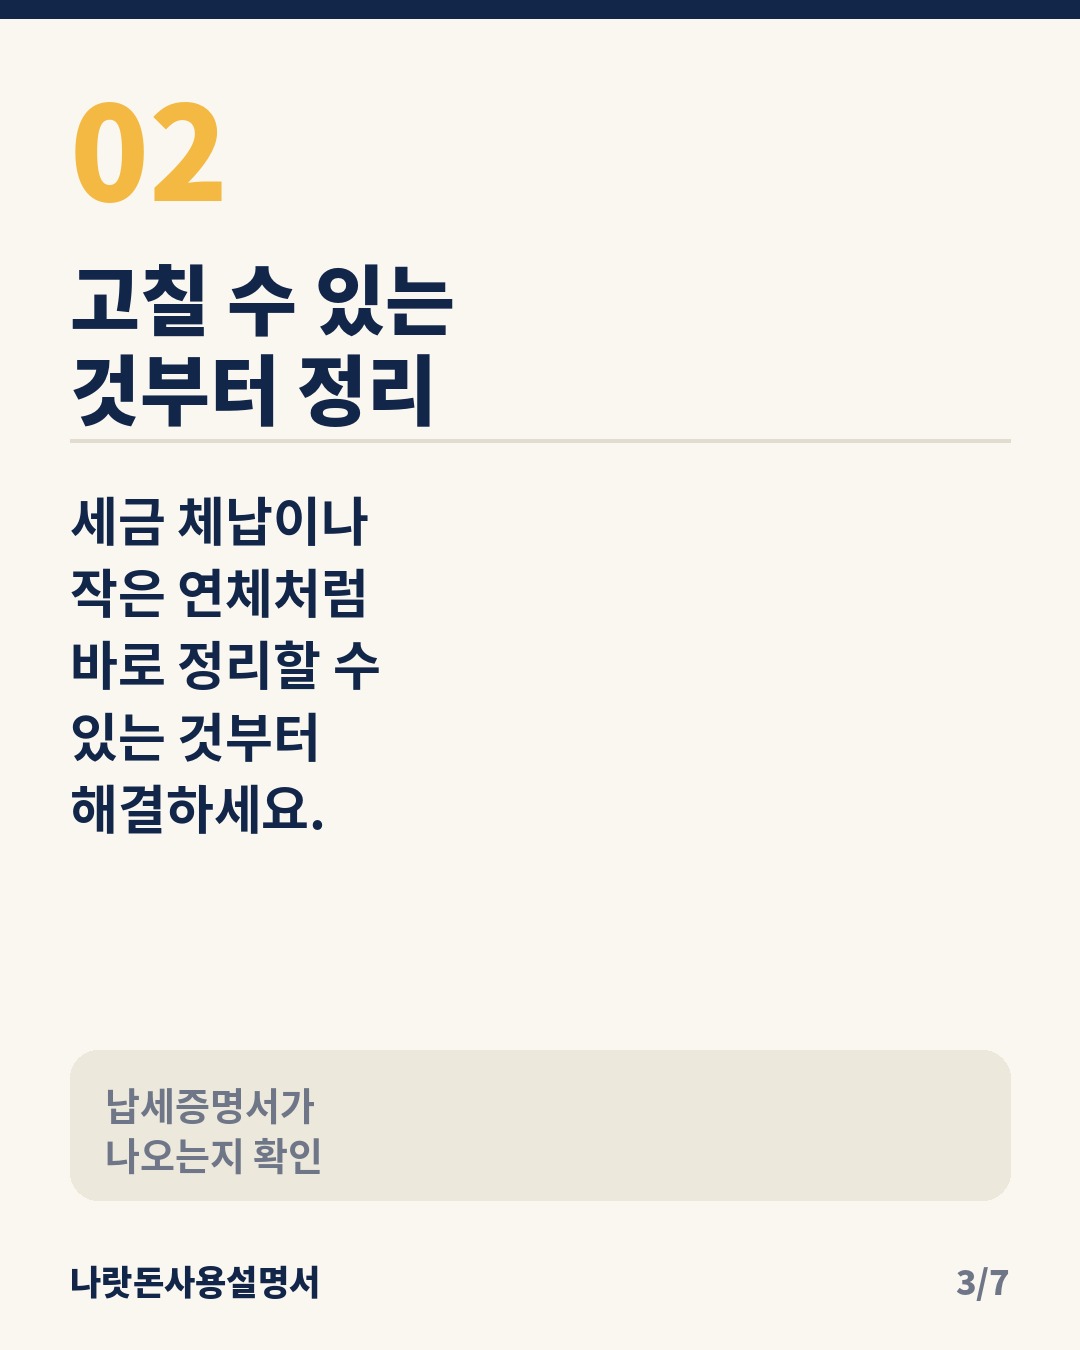 02
고칠 수 있는
것부터 정리
세금 체납이나
작은 연체처럼
바로 정리할 수
있는 것부터
해결하세요.
납세증명서가
나오는지 확인
나랏돈사용설명서
3/7